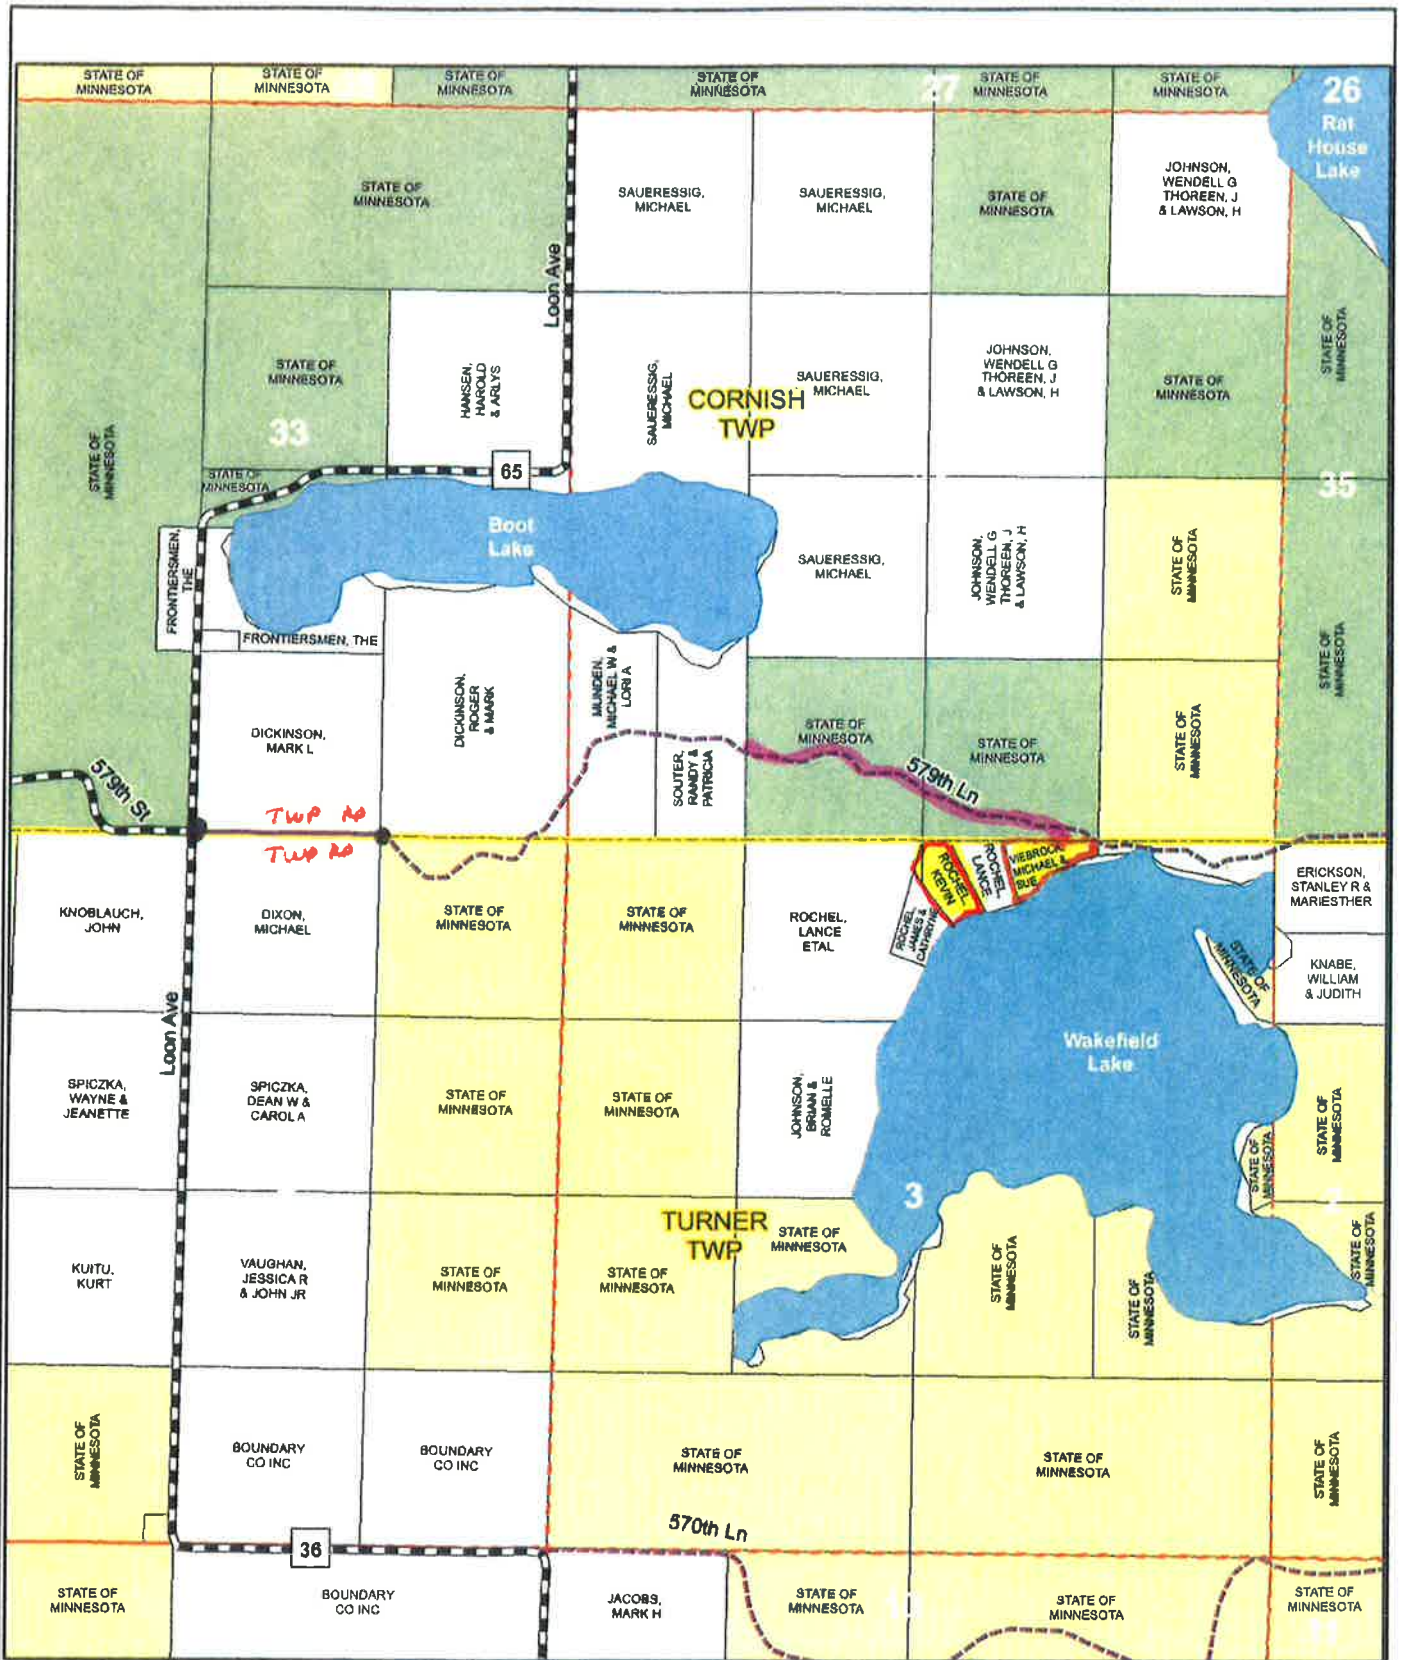 STATE OF
MINNESOTA
STATE OF
MINNESOTA
STATE OF
MINNESOTA
STATE OF
MINNESOTA
27
STATE OF
MINNESOTA
STATE OF
MINNESOTA
26
Rat
House
Lake
STATE OF
MINNESOTA
SAUERESSIG,
MICHAEL
SAUERESSIG,
MICHAEL
STATE OF
MINNESOTA
JOHNSON,
WENDELL G
THOREEN, J
& LAWSON, H
Loon Ave
STATE OF
MINNESOTA
33
HANSEN,
HAROLD
& ARLYS
SAUERESSIG,
MICHAEL
CORNISH
TWP
SAUERESSIG,
MICHAEL
JOHNSON,
WENDELL G
THOREEN, J
& LAWSON, H
STATE OF
MINNESOTA
STATE OF
MINNESOTA
STATE OF
MINNESOTA
STATE OF
MINNESOTA
65
35
FRONTIERSMEN,
THE
Boot
Lake
SAUERESSIG,
MICHAEL
JOHNSON,
WENDELL G
THOREEN, J
& LAWSON, H
STATE OF
MINNESOTA
FRONTIERSMEN, THE
STATE OF
MINNESOTA
DICKINSON,
MARK L
DICKINSON,
ROGER
& MARK
MUNDEN,
MICHAEL W &
LORI A
SOUTER,
RANDY &
PATRICIA
STATE OF
MINNESOTA
STATE OF
MINNESOTA
STATE OF
MINNESOTA
579th St
579th Ln
TWP RD
TWP RD
KNOBLAUCH,
JOHN
DIXON,
MICHAEL
STATE OF
MINNESOTA
STATE OF
MINNESOTA
ROCHEL,
LANCE
ETAL
ROCHEL,
JAMES &
CATHRYNE
ROCHEL,
KEVIN
ROCHEL,
LANCE
VIEBROCK,
MICHAEL &
SUE
ERICKSON,
STANLEY R &
MARIESTHER
STATE OF
MINNESOTA
KNABE,
WILLIAM
& JUDITH
Loon Ave
Wakefield
Lake
SPICZKA,
WAYNE &
JEANETTE
SPICZKA,
DEAN W &
CAROL A
STATE OF
MINNESOTA
STATE OF
MINNESOTA
JOHNSON,
BRIAN &
ROMELLE
STATE OF
MINNESOTA
STATE OF
MINNESOTA
3
2
KUITU,
KURT
VAUGHAN,
JESSICA R
& JOHN JR
STATE OF
MINNESOTA
STATE OF
MINNESOTA
TURNER
TWP
STATE OF
MINNESOTA
STATE OF
MINNESOTA
STATE OF
MINNESOTA
STATE OF
MINNESOTA
STATE OF
MINNESOTA
BOUNDARY
CO INC
BOUNDARY
CO INC
STATE OF
MINNESOTA
STATE OF
MINNESOTA
STATE OF
MINNESOTA
570th Ln
36
STATE OF
MINNESOTA
BOUNDARY
CO INC
JACOBS,
MARK H
STATE OF
MINNESOTA
10
STATE OF
MINNESOTA
STATE OF
MINNESOTA
11